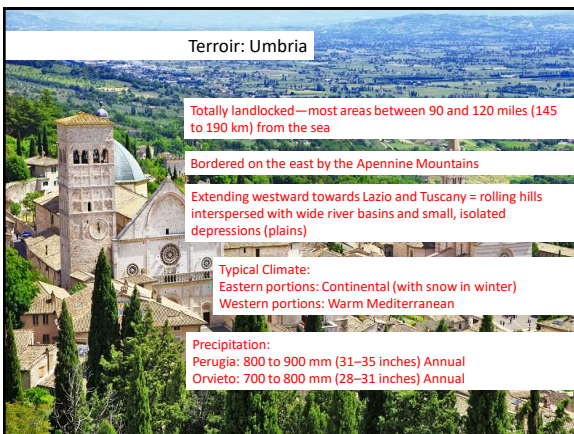 Terroir: Umbria
Totally landlocked—most areas between 90 and 120 miles (145
to 190 km) from the sea
Bordered on the east by the Apennine Mountains
Extending westward towards Lazio and Tuscany = rolling hills
interspersed with wide river basins and small, isolated
depressions (plains)
Typical Climate:
Eastern portions: Continental (with snow in winter)
Western portions: Warm Mediterranean
Precipitation:
Perugia: 800 to 900 mm (31–35 inches) Annual
Orvieto: 700 to 800 mm (28–31 inches) Annual